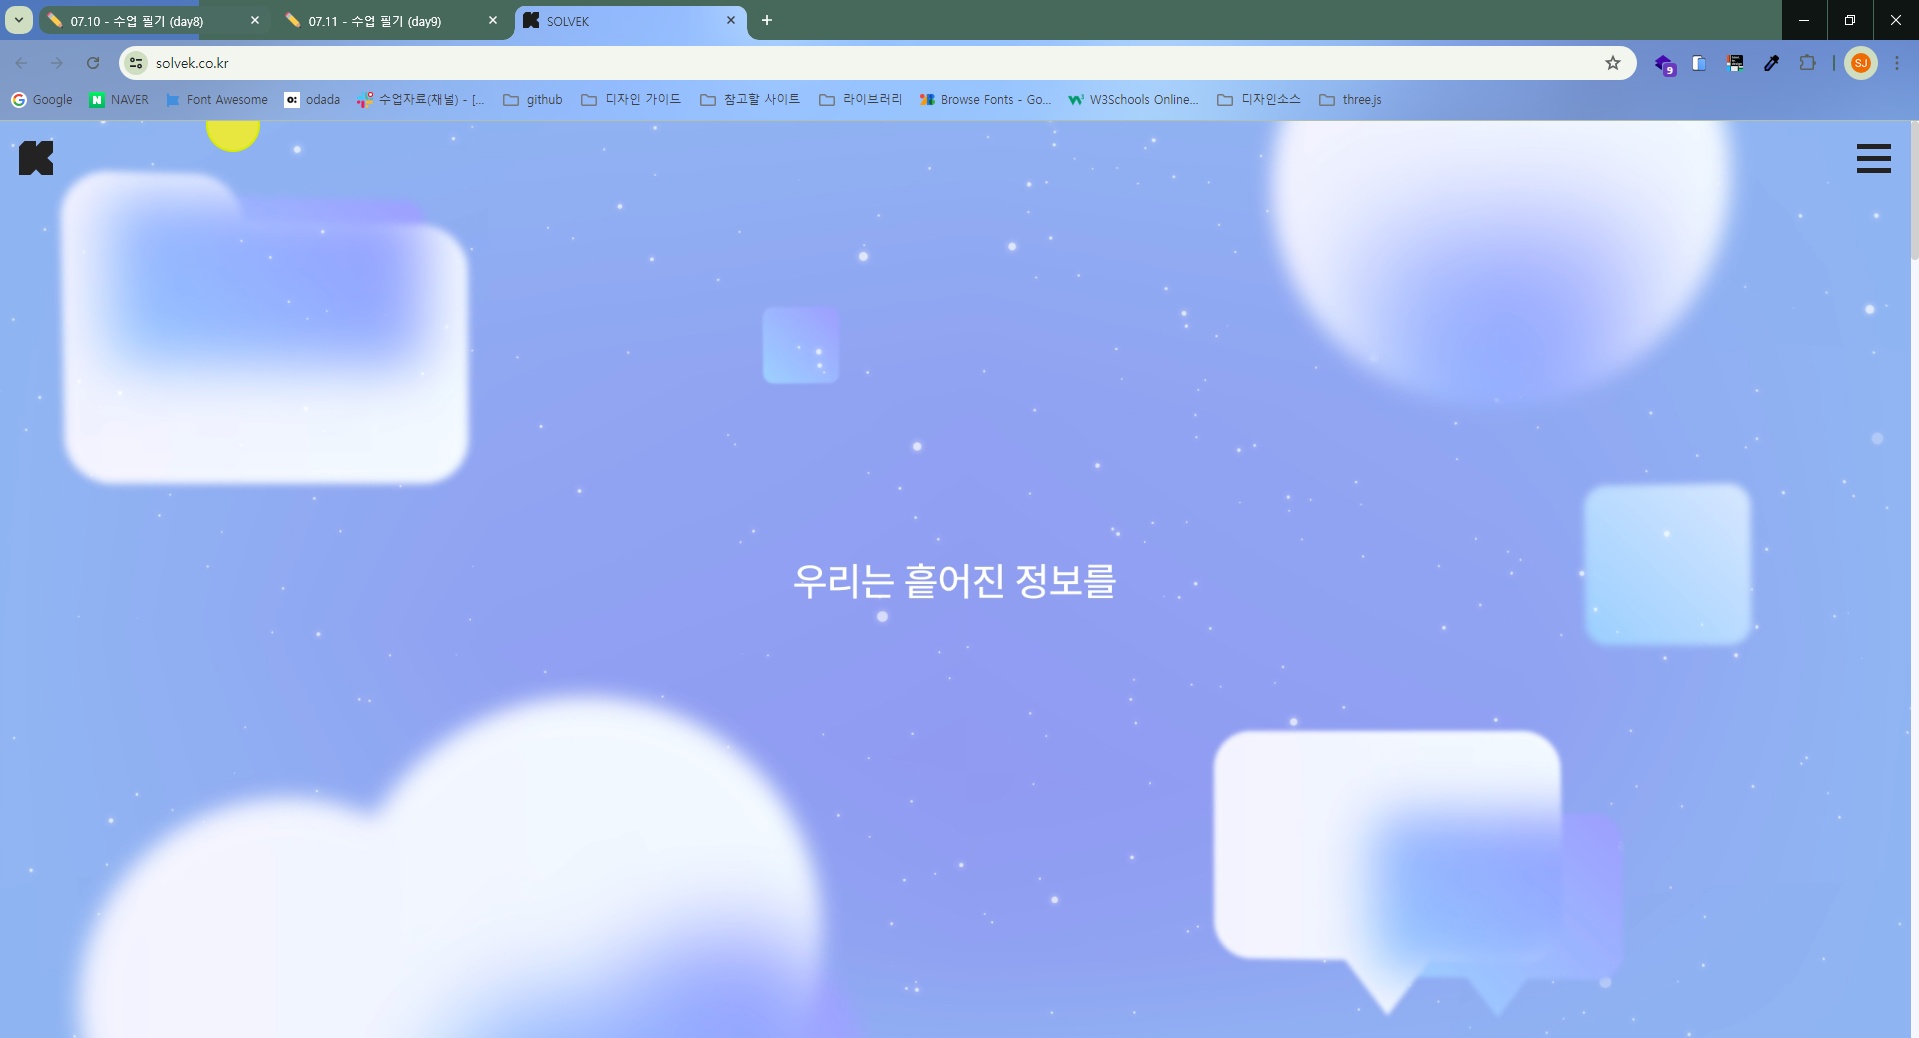 07.10 - 수업 필기 (day8)
07.11 - 수업 필기 (day9)
SOLVEK
solvek.co.kr
9
SJ
Google
NAVER
Font Awesome
odada
수업자료(채널) - [...
github
디자인 가이드
참고할 사이트
라이브러리
Browse Fonts - Go...
W3Schools Online...
디자인소스
three.js
우리는 흩어진 정보를